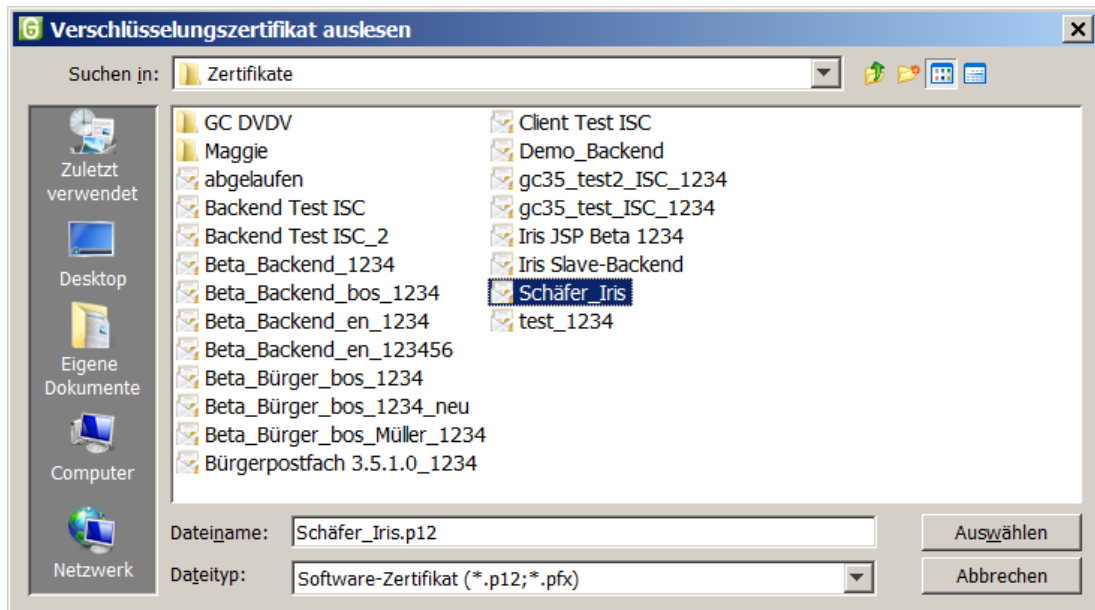 Verschlüsselungszertifikat auslesen
Suchen in: Zertifikate
Zuletzt
verwendet
Desktop
Eigene
Dokumente
Computer
Netzwerk
GC DVDV
Maggie
abgelaufen
Backend Test ISC
Backend Test ISC_2
Beta_Backend_1234
Beta_Backend_bos_1234
Beta_Backend_en_1234
Beta_Backend_en_123456
Beta_Bürger_bos_1234
Beta_Bürger_bos_1234_neu
Beta_Bürger_bos_Müller_1234
Bürgerpostfach 3.5.1.0_1234
Client Test ISC
Demo_Backend
gc35_test2_ISC_1234
gc35_test_ISC_1234
Iris JSP Beta 1234
Iris Slave-Backend
Schäfer_Iris
test_1234
Dateiname: Schäfer_Iris.p12
Auswählen
Dateityp: Software-Zertifikat (*.p12;*.pfx)
Abbrechen